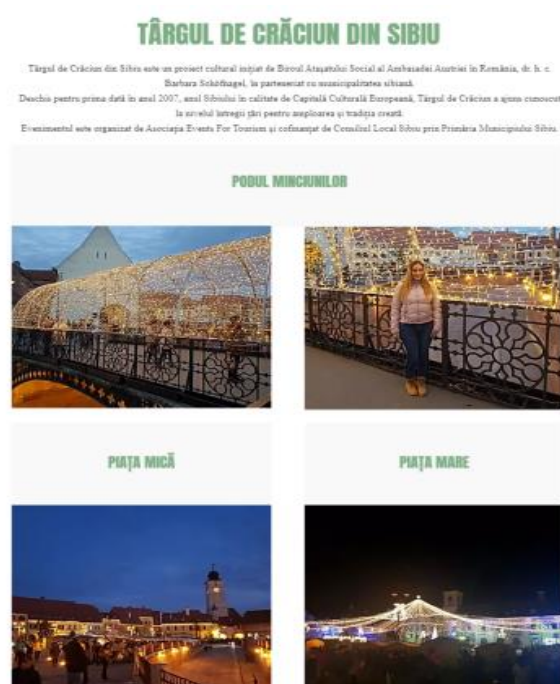 TÂRGUL DE CRĂCIUN DIN SIBIU
Târgul de Crăciun din Sibiu este un proiect cultural inițiat de Biroul Atașatului Social al Ambasadei Austriei în România, dr. h. c.
Barbara Schöfnagel, în parteneriat cu municipalitatea sibiană.
Deschis pentru prima dată în anul 2007, anul Sibiului în calitate de Capitală Culturală Europeană, Târgul de Crăciun a ajuns cunoscut
la nivelul întregii țări pentru amploarea și tradiția creată.
Evenimentul este organizat de Asociația Events For Tourism și cofinanțat de Consiliul Local Sibiu prin Primăria Municipiului Sibiu.
PODUL MINCIUNILOR
PIAȚA MICĂ
PIAȚA MARE